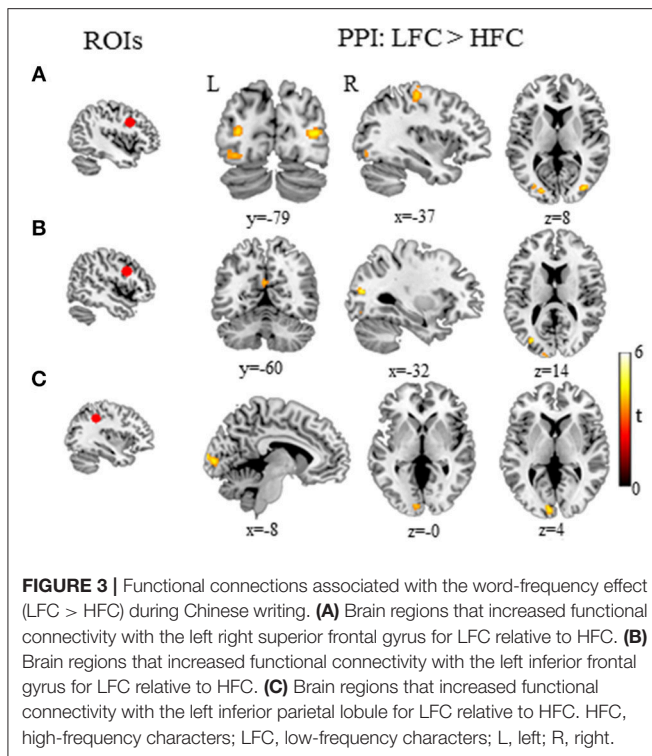 ROIs
PPI: LFC > HFC
A
L
R
y=-79
x=-37
z=8
B
y=-60
x=-32
z=14
6
t
0
C
x=-8
z=-0
z=4
FIGURE 3 | Functional connections associated with the word-frequency effect
(LFC > HFC) during Chinese writing. (A) Brain regions that increased functional
connectivity with the left right superior frontal gyrus for LFC relative to HFC. (B)
Brain regions that increased functional connectivity with the left inferior frontal
gyrus for LFC relative to HFC. (C) Brain regions that increased functional
connectivity with the left inferior parietal lobule for LFC relative to HFC. HFC,
high-frequency characters; LFC, low-frequency characters; L, left; R, right.